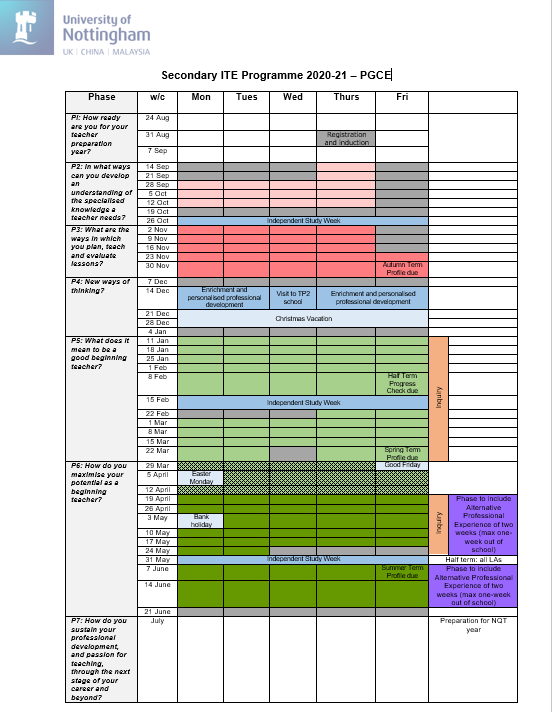 University of
Nottingham
UK | CHINA | MALAYSIA
Secondary ITE Programme 2020-21 – PGCE
Phase w/c Mon Tues Wed Thurs Fri
P1: How ready
are you for your
teacher
preparation
year?
24 Aug
31 Aug
Registration
and induction
7 Sep
P2: In what ways
can you develop
an
understanding of
the specialised
knowledge a
teacher needs?
14 Sep
21 Sep
28 Sep
5 Oct
12 Oct
19 Oct
26 Oct
Independent Study Week
P3: What are the
ways in which
you plan, teach
and evaluate
lessons?
2 Nov
9 Nov
16 Nov
23 Nov
30 Nov
Autumn Term
Profile due
P4: New ways of
thinking?
7 Dec
14 Dec
Enrichment and
personalised professional
development
Visit to TP2
school
Enrichment and personalised
professional development
21 Dec
28 Dec
Christmas Vacation
4 Jan
P5: What does it
mean to be a
good beginning
teacher?
11 Jan
18 Jan
25 Jan
1 Feb
8 Feb
Half Term
Progress
Check due
15 Feb
Independent Study Week
22 Feb
1 Mar
8 Mar
15 Mar
22 Mar
Spring Term
Profile due
Inquiry
P6: How do you
maximise your
potential as a
beginning
teacher?
29 Mar
Good Friday
5 April
Easter
Monday
12 April
19 April
26 April
3 May
Bank
holiday
10 May
17 May
24 May
Inquiry
Phase to include
Alternative
Professional
Experience of two
weeks (max one-
week out of
school)
31 May
Independent Study Week
Half term: all LAs
7 June
Summer Term
Profile due
14 June
Phase to include
Alternative Professional
Experience of two
weeks (max one-week
out of school)
21 June
P7: How do you
sustain your
professional
development,
and passion for
teaching,
through the next
stage of your
career and
beyond?
July
Preparation for NQT
year